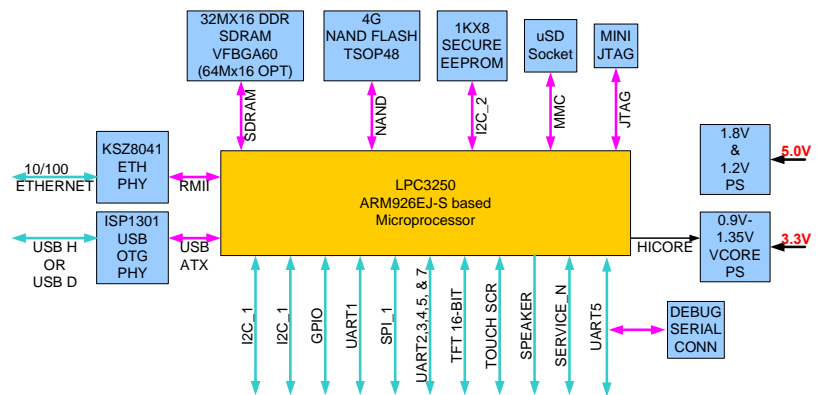 32MX16 DDR
SDRAM
VFBGA60
(64Mx16 OPT)
4G
NAND FLASH
TSOP48
1KX8
SECURE
EEPROM
uSD
Socket
MINI
JTAG
SDRAM
NAND
I2C_2
MMC
JTAG
KSZ8041
ETH
PHY
10/100
ETHERNET
RMII
LPC3250
ARM926EJ-S based
Microprocessor
1.8V
&
1.2V
PS
5.0V
ISP1301
USB
OTG
PHY
USB H
OR
USB D
USB
ATX
HICORE
0.9V-
1.35V
VCORE
PS
3.3V
I2C_1
I2C_1
GPIO
UART1
SPI_1
UART2,3,4,5, & 7
TFT 16-BIT
TOUCH SCR
SPEAKER
SERVICE_N
UART5
DEBUG
SERIAL
CONN